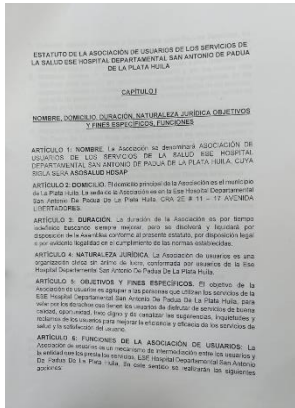 ESTATUTO DE LA ASOCIACIÓN DE USUARIOS DE LOS SERVICIOS DE
LA SALUD ESE HOSPITAL DEPARTAMENTAL SAN ANTONIO DE PADUA
DE LA PLATA HUILA
CAPÍTULO I
NOMBRE, DOMICILIO, DURACIÓN, NATURALEZA JURÍDICA OBJETIVOS
Y FINES ESPECÍFICOS, FUNCIONES
ARTÍCULO 1: NOMBRE. La Asociación se denominará ASOCIACIÓN DE
USUARIOS DE LOS SERVICIOS DE LA SALUD ESE HOSPITAL
DEPARTAMENTAL SAN ANTONIO DE PADUA DE LA PLATA HUILA, CUYA
SIGLA SERÁ ASOSALUD HDSAP
ARTÍCULO 2: DOMICILIO. El domicilio principal de la Asociación es el municipio
de La Plata Huila. La sede de la Asociación es en la Ese Hospital Departamental
San Antonio De Padua De La Plata Huila. CRA 2E # 11 – 17 AVENIDA
LIBERTADORES.
ARTÍCULO 3: DURACIÓN. La duración de la Asociación es por tiempo
indefinido buscando siempre mejorar, pero se disolverá y liquidará por
disposición de la Asamblea conforme al presente estatuto, por disposición legal
o por evidente ilegalidad en el cumplimiento de las normas establecidas.
ARTÍCULO 4: NATURALEZA JURÍDICA. La Asociación de usuarios es una
organización cívica sin ánimo de lucro, conformada por usuarios de la Ese
Hospital Departamental San Antonio De Padua De La Plata Huila.
ARTÍCULO 5: OBJETIVOS Y FINES ESPECÍFICOS. El objetivo de la
Asociación de usuarios es agrupar a las personas que utilizan los servicios de la
ESE Hospital Departamental San Antonio De Padua De La Plata Huila, para
velar por los derechos que tienen los usuarios de disfrutar de servicios de buena
calidad, oportunidad, trato digno y de canalizar las sugerencias, inquietudes y
reclamos de los usuarios para mejorar la eficiencia y eficacia de los servicios de
salud y la satisfacción del usuario.
ARTÍCULO 6: FUNCIONES DE LA ASOCIACIÓN DE USUARIOS: La
Asociación de usuarios es un mecanismo de intermediación entre los usuarios y
la entidad que les presta los servicios, ESE Hospital Departamental San Antonio
De Padua De La Plata Huila. En este sentido se realizarán las siguientes
acciones: